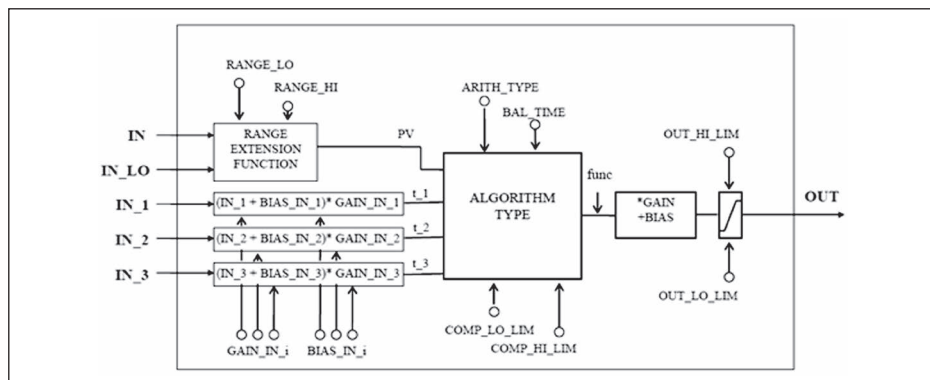 RANGE_LO
RANGE_HI
ARITH_TYPE
BAL_TIME
IN
RANGE
EXTENSION
FUNCTION
PV
OUT_HI_LIM
IN_LO
func
OUT
IN_1
(IN_1 + BIAS_IN_1)* GAIN_IN_1
t_1
ALGORITHM
TYPE
*GAIN
+BIAS
IN_2
(IN_2 + BIAS_IN_2)* GAIN_IN_2
t_2
IN_3
(IN_3 + BIAS_IN_3)* GAIN_IN_3
t_3
OUT_LO_LIM
COMP_LO_LIM
COMP_HI_LIM
GAIN_IN_i
BIAS_IN_i